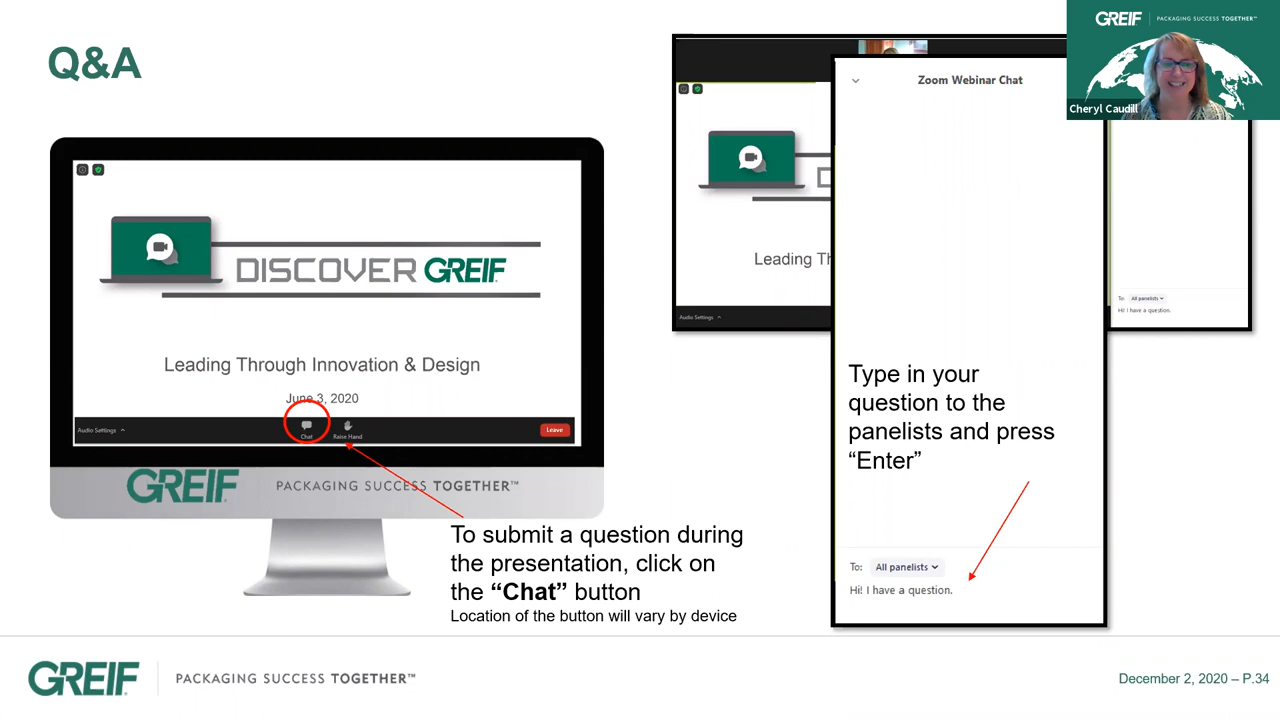 Q&A
GREIF PACKAGING SUCCESS TOGETHER™
Cheryl Caudill
DISCOVER GREIF
Leading Through Innovation & Design
June 3, 2020
Audio Settings
Chat
Raise Hand
Leave
GREIF PACKAGING SUCCESS TOGETHER™
To submit a question during
the presentation, click on
the “Chat” button
Location of the button will vary by device
D
Leading Th
Audio Settings
To: All panelists
Hi! I have a question.
Zoom Webinar Chat
Type in your
question to the
panelists and press
“Enter”
To: All panelists
Hi! I have a question.
GREIF PACKAGING SUCCESS TOGETHER™
December 2, 2020 – P.34